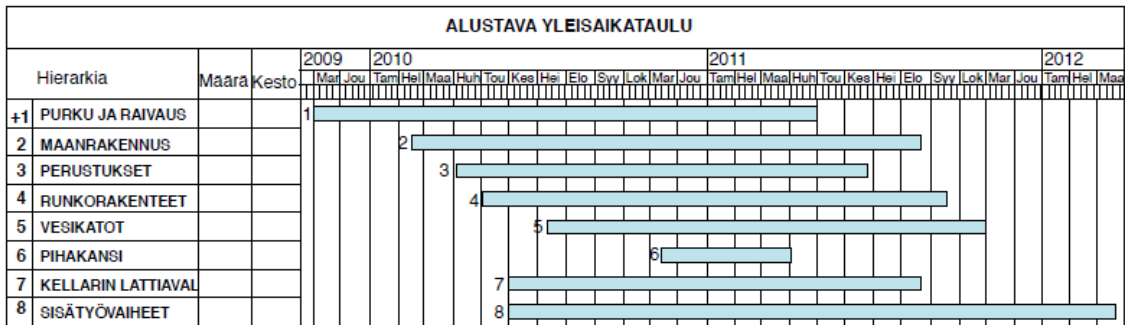 ALUSTAVA YLEISAIKATAULU
2009 2010 2011 2012
Hierarkia Määrä Kesto Mar Jou Tam Hel Maa Huh Tou Kes Hei Elo Syy Lok Mar Jou Tam Hel Maa Huh Tou Kes Hei Elo Syy Lok Mar Jou Tam Hel Maa
+1 PURKU JA RAIVAUS 1
2 MAANRAKENNUS 2
3 PERUSTUKSET 3
4 RUNKORAKENTEET 4
5 VESIKATOT 5
6 PIHAKANSI 6
7 KELLARIN LATTIAVAL 7
8 SISÄTYÖVAIHEET 8